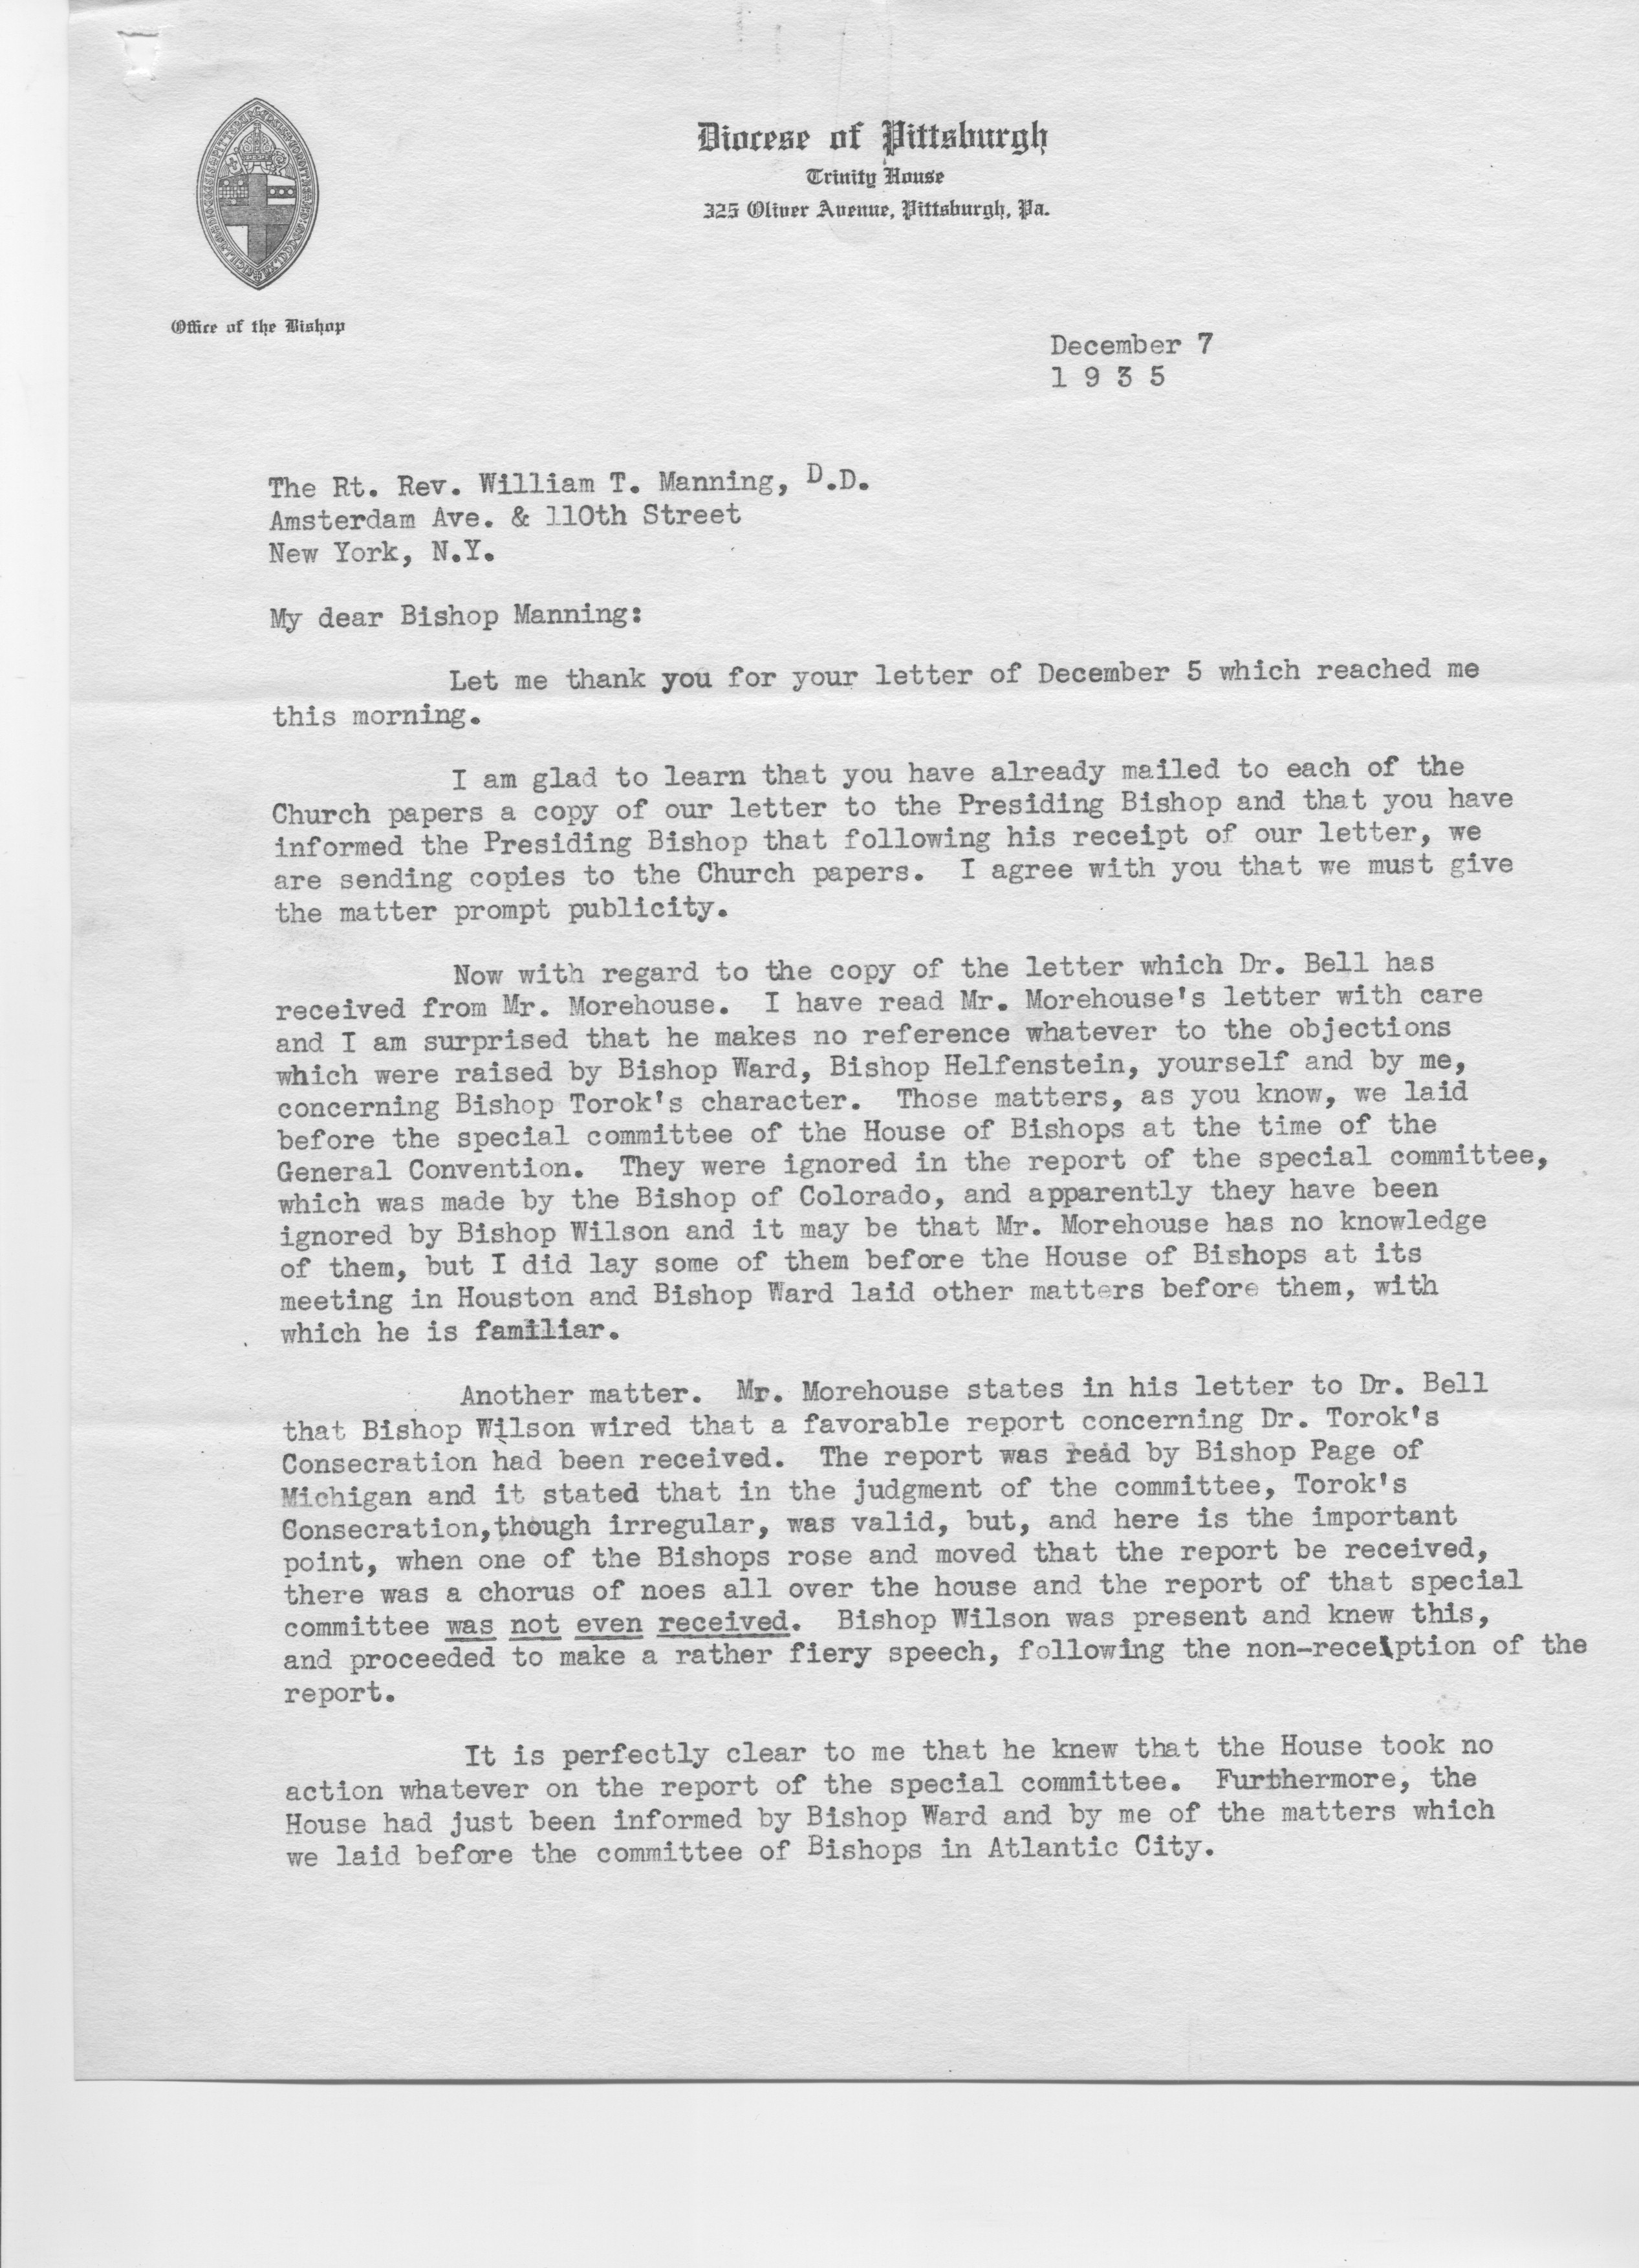 Diocese of Pittsburgh
Trinity House
325 Oliver Avenue, Pittsburgh, Pa.
Office of the Bishop
December 7
1 9 3 5
The Rt. Rev. William T. Manning, D.D.
Amsterdam Ave. & 110th Street
New York, N.Y.
My dear Bishop Manning:
Let me thank you for your letter of December 5 which reached me
this morning.
I am glad to learn that you have already mailed to each of the
Church papers a copy of our letter to the Presiding Bishop and that you have
informed the Presiding Bishop that following his receipt of our letter, we
are sending copies to the Church papers. I agree with you that we must give
the matter prompt publicity.
Now with regard to the copy of the letter which Dr. Bell has
received from Mr. Morehouse. I have read Mr. Morehouse's letter with care
and I am surprised that he makes no reference whatever to the objections
which were raised by Bishop Ward, Bishop Helfenstein, yourself and by me,
concerning Bishop Torok's character. Those matters, as you know, we laid
before the special committee of the House of Bishops at the time of the
General Convention. They were ignored in the report of the special committee,
which was made by the Bishop of Colorado, and apparently they have been
ignored by Bishop Wilson and it may be that Mr. Morehouse has no knowledge
of them, but I did lay some of them before the House of Bishops at its
meeting in Houston and Bishop Ward laid other matters before them, with
which he is familiar.
Another matter. Mr. Morehouse states in his letter to Dr. Bell
that Bishop Wilson wired that a favorable report concerning Dr. Torok's
Consecration had been received. The report was read by Bishop Page of
Michigan and it stated that in the judgment of the committee, Torok's
Consecration,though irregular, was valid, but, and here is the important
point, when one of the Bishops rose and moved that the report be received,
there was a chorus of noes all over the house and the report of that special
committee was not even received. Bishop Wilson was present and knew this,
and proceeded to make a rather fiery speech, following the non-receiption of the
report.
It is perfectly clear to me that he knew that the House took no
action whatever on the report of the special committee. Furthermore, the
House had just been informed by Bishop Ward and by me of the matters which
we laid before the committee of Bishops in Atlantic City.